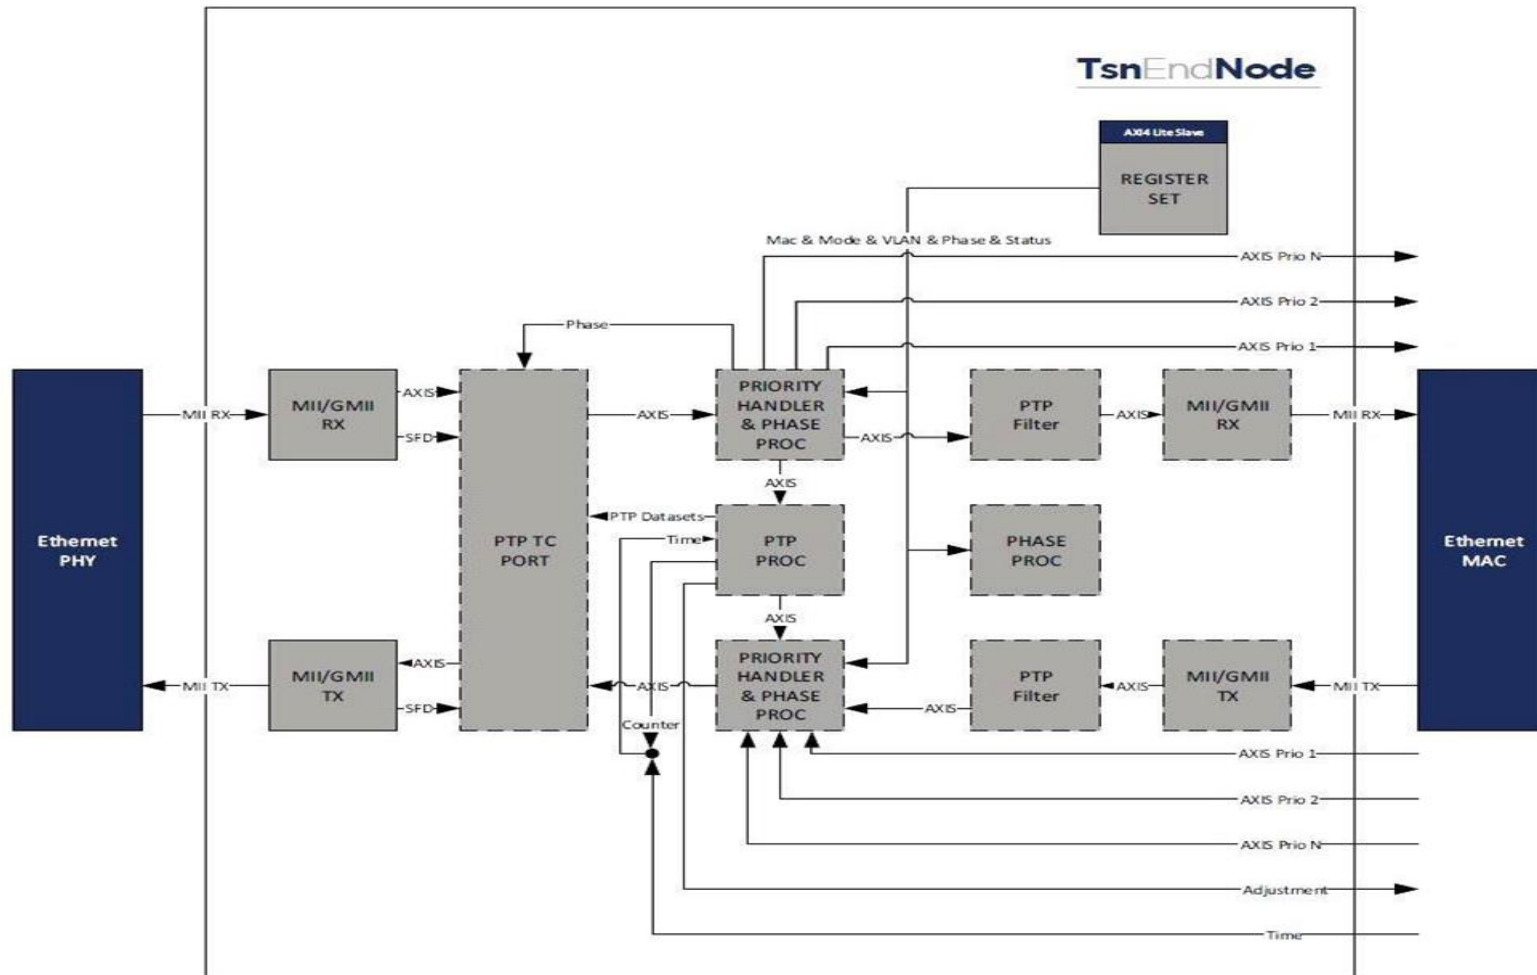 TsnEndNode
AXI4 Lite Slave
REGISTER
SET
Mac & Mode & VLAN & Phase & Status
AXIS Prio N
AXIS Prio 2
Phase
AXIS Prio 1
Ethernet
PHY
MII RX
MII/GMII
RX
AXIS
SFD
PTP TC
PORT
AXIS
PRIORITY
HANDLER
& PHASE
PROC
AXIS
PTP
Filter
AXIS
MII/GMII
RX
MII RX
Ethernet
MAC
AXIS
PTP Datasets
Time
PTP
PROC
PHASE
PROC
AXIS
MII TX
MII/GMII
TX
AXIS
SFD
AXIS
Counter
PRIORITY
HANDLER
& PHASE
PROC
AXIS
PTP
Filter
AXIS
MII/GMII
TX
MII TX
AXIS Prio 1
AXIS Prio 2
AXIS Prio N
Adjustment
Time